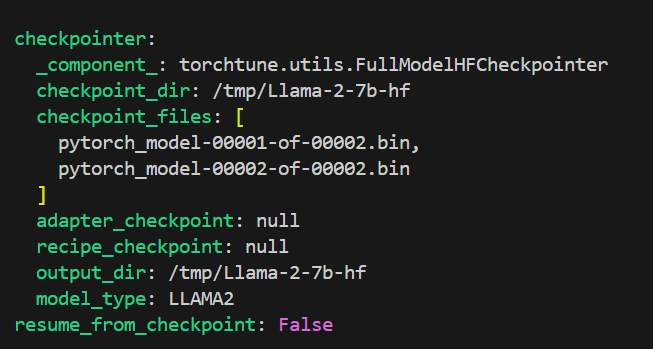 checkpointer:
  _component_: torchtune.utils.FullModelHFCheckpointer
  checkpoint_dir: /tmp/Llama-2-7b-hf
  checkpoint_files: [
    pytorch_model-00001-of-00002.bin,
    pytorch_model-00002-of-00002.bin
  ]
  adapter_checkpoint: null
  recipe_checkpoint: null
  output_dir: /tmp/Llama-2-7b-hf
  model_type: LLAMA2
resume_from_checkpoint: False